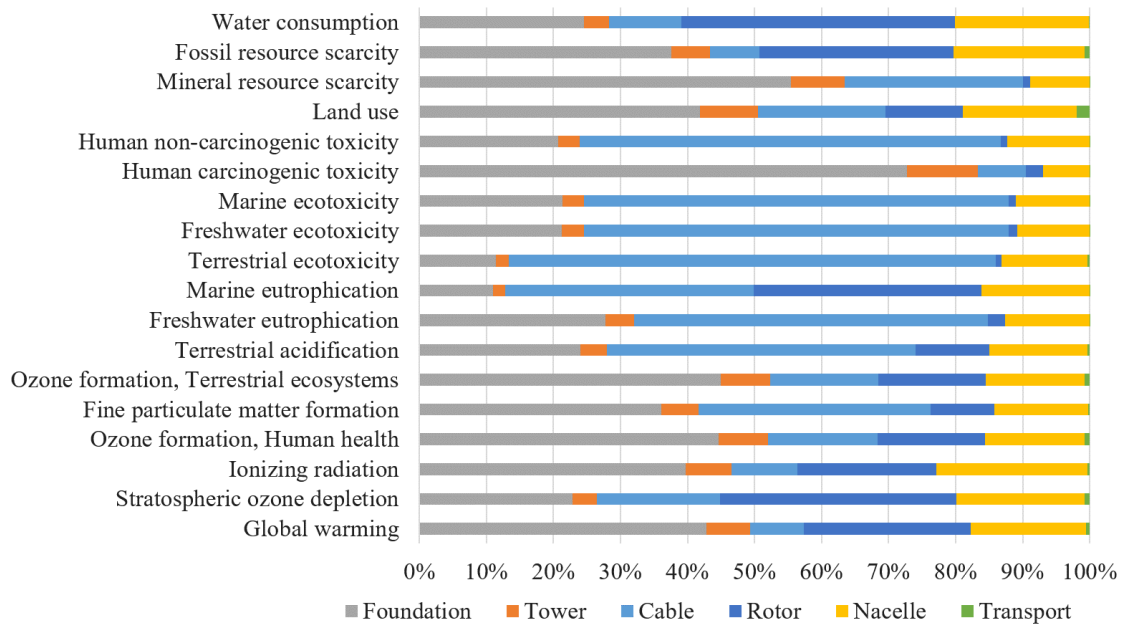 Water consumption
Fossil resource scarcity
Mineral resource scarcity
Land use
Human non-carcinogenic toxicity
Human carcinogenic toxicity
Marine ecotoxicity
Freshwater ecotoxicity
Terrestrial ecotoxicity
Marine eutrophication
Freshwater eutrophication
Terrestrial acidification
Ozone formation, Terrestrial ecosystems
Fine particulate matter formation
Ozone formation, Human health
Ionizing radiation
Stratospheric ozone depletion
Global warming
0% 10% 20% 30% 40% 50% 60% 70% 80% 90% 100%
Foundation Tower Cable Rotor Nacelle Transport